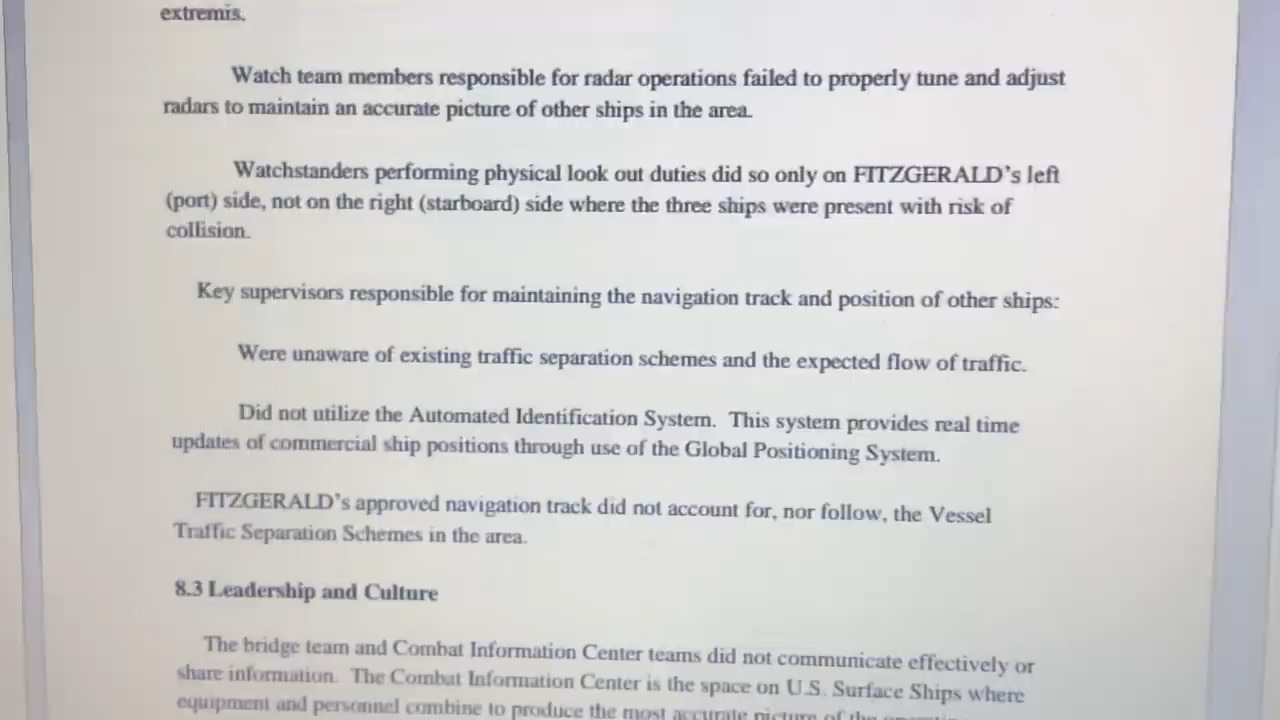 extremis.
Watch team members responsible for radar operations failed to properly tune and adjust
radars to maintain an accurate picture of other ships in the area.
Watchstanders performing physical look out duties did so only on FITZGERALD's left
(port) side, not on the right (starboard) side where the three ships were present with risk of
collision.
Key supervisors responsible for maintaining the navigation track and position of other ships:
Were unaware of existing traffic separation schemes and the expected flow of traffic.
Did not utilize the Automated Identification System. This system provides real time
updates of commercial ship positions through use of the Global Positioning System.
FITZGERALD's approved navigation track did not account for, nor follow, the Vessel
Traffic Separation Schemes in the area.
8.3 Leadership and Culture
The bridge team and Combat Information Center teams did not communicate effectively or
share information. The Combat Information Center is the space on U.S. Surface Ships where
equipment and personnel combine to produce the most accurate picture of the